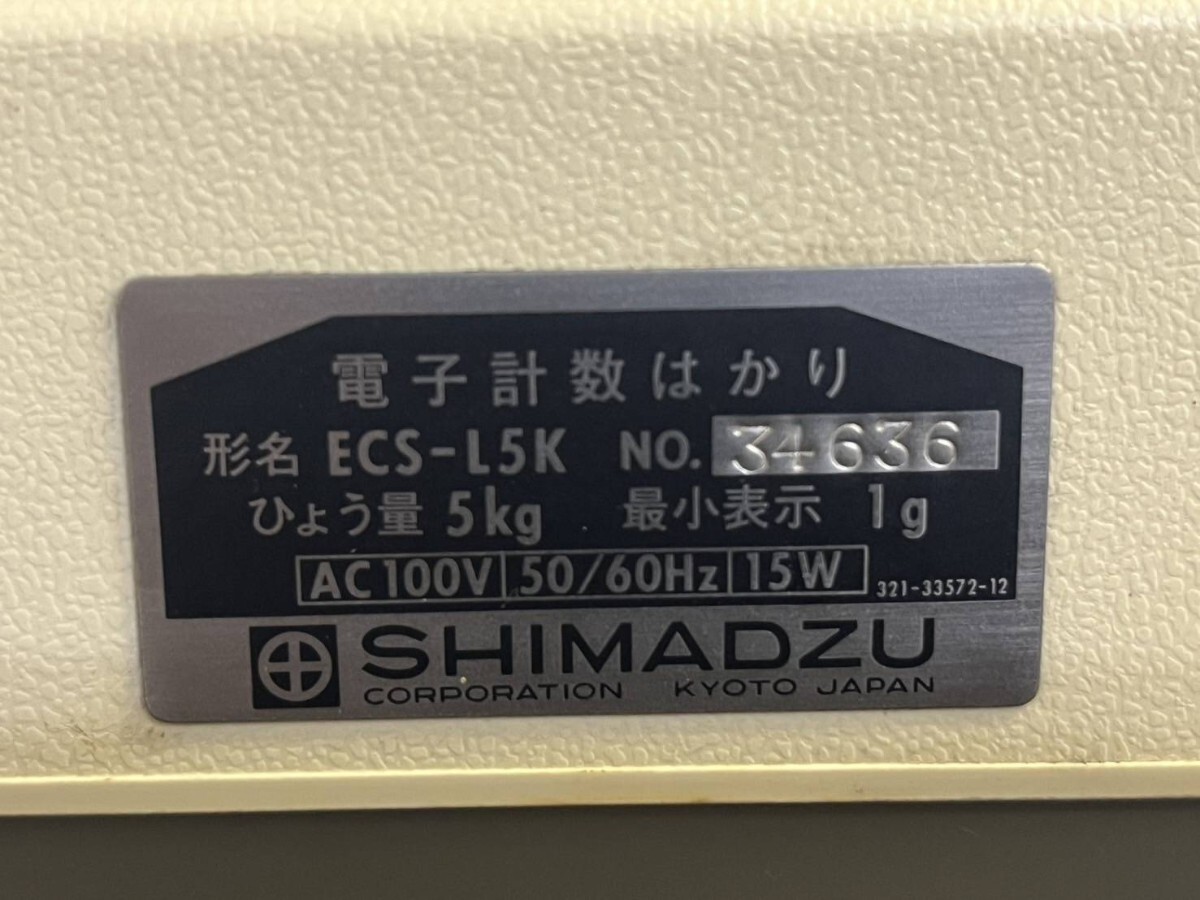 電子計数はかり
形名 ECS-L5K NO. 34636
ひょう量 5kg 最小表示 1g
AC100V 50/60Hz 15W 321-33572-12
SHIMADZU
CORPORATION KYOTO JAPAN